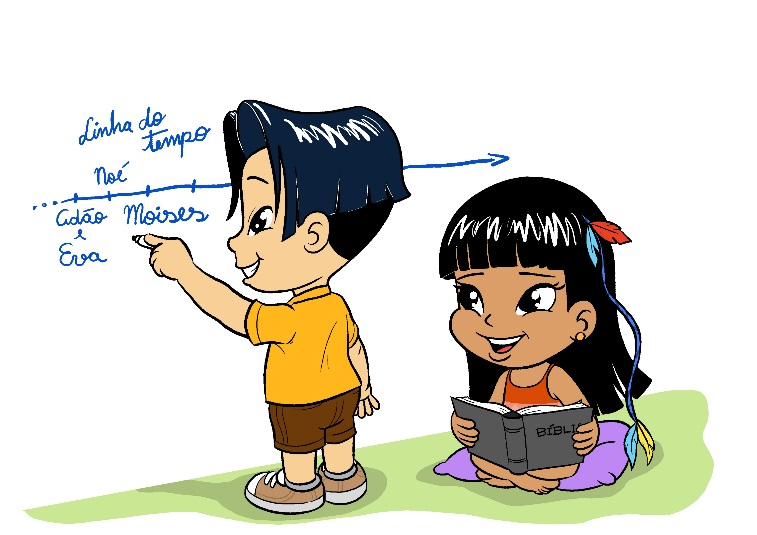 Linha do
tempo
Noé
Adão
e
Eva
Moises
BÍBLI